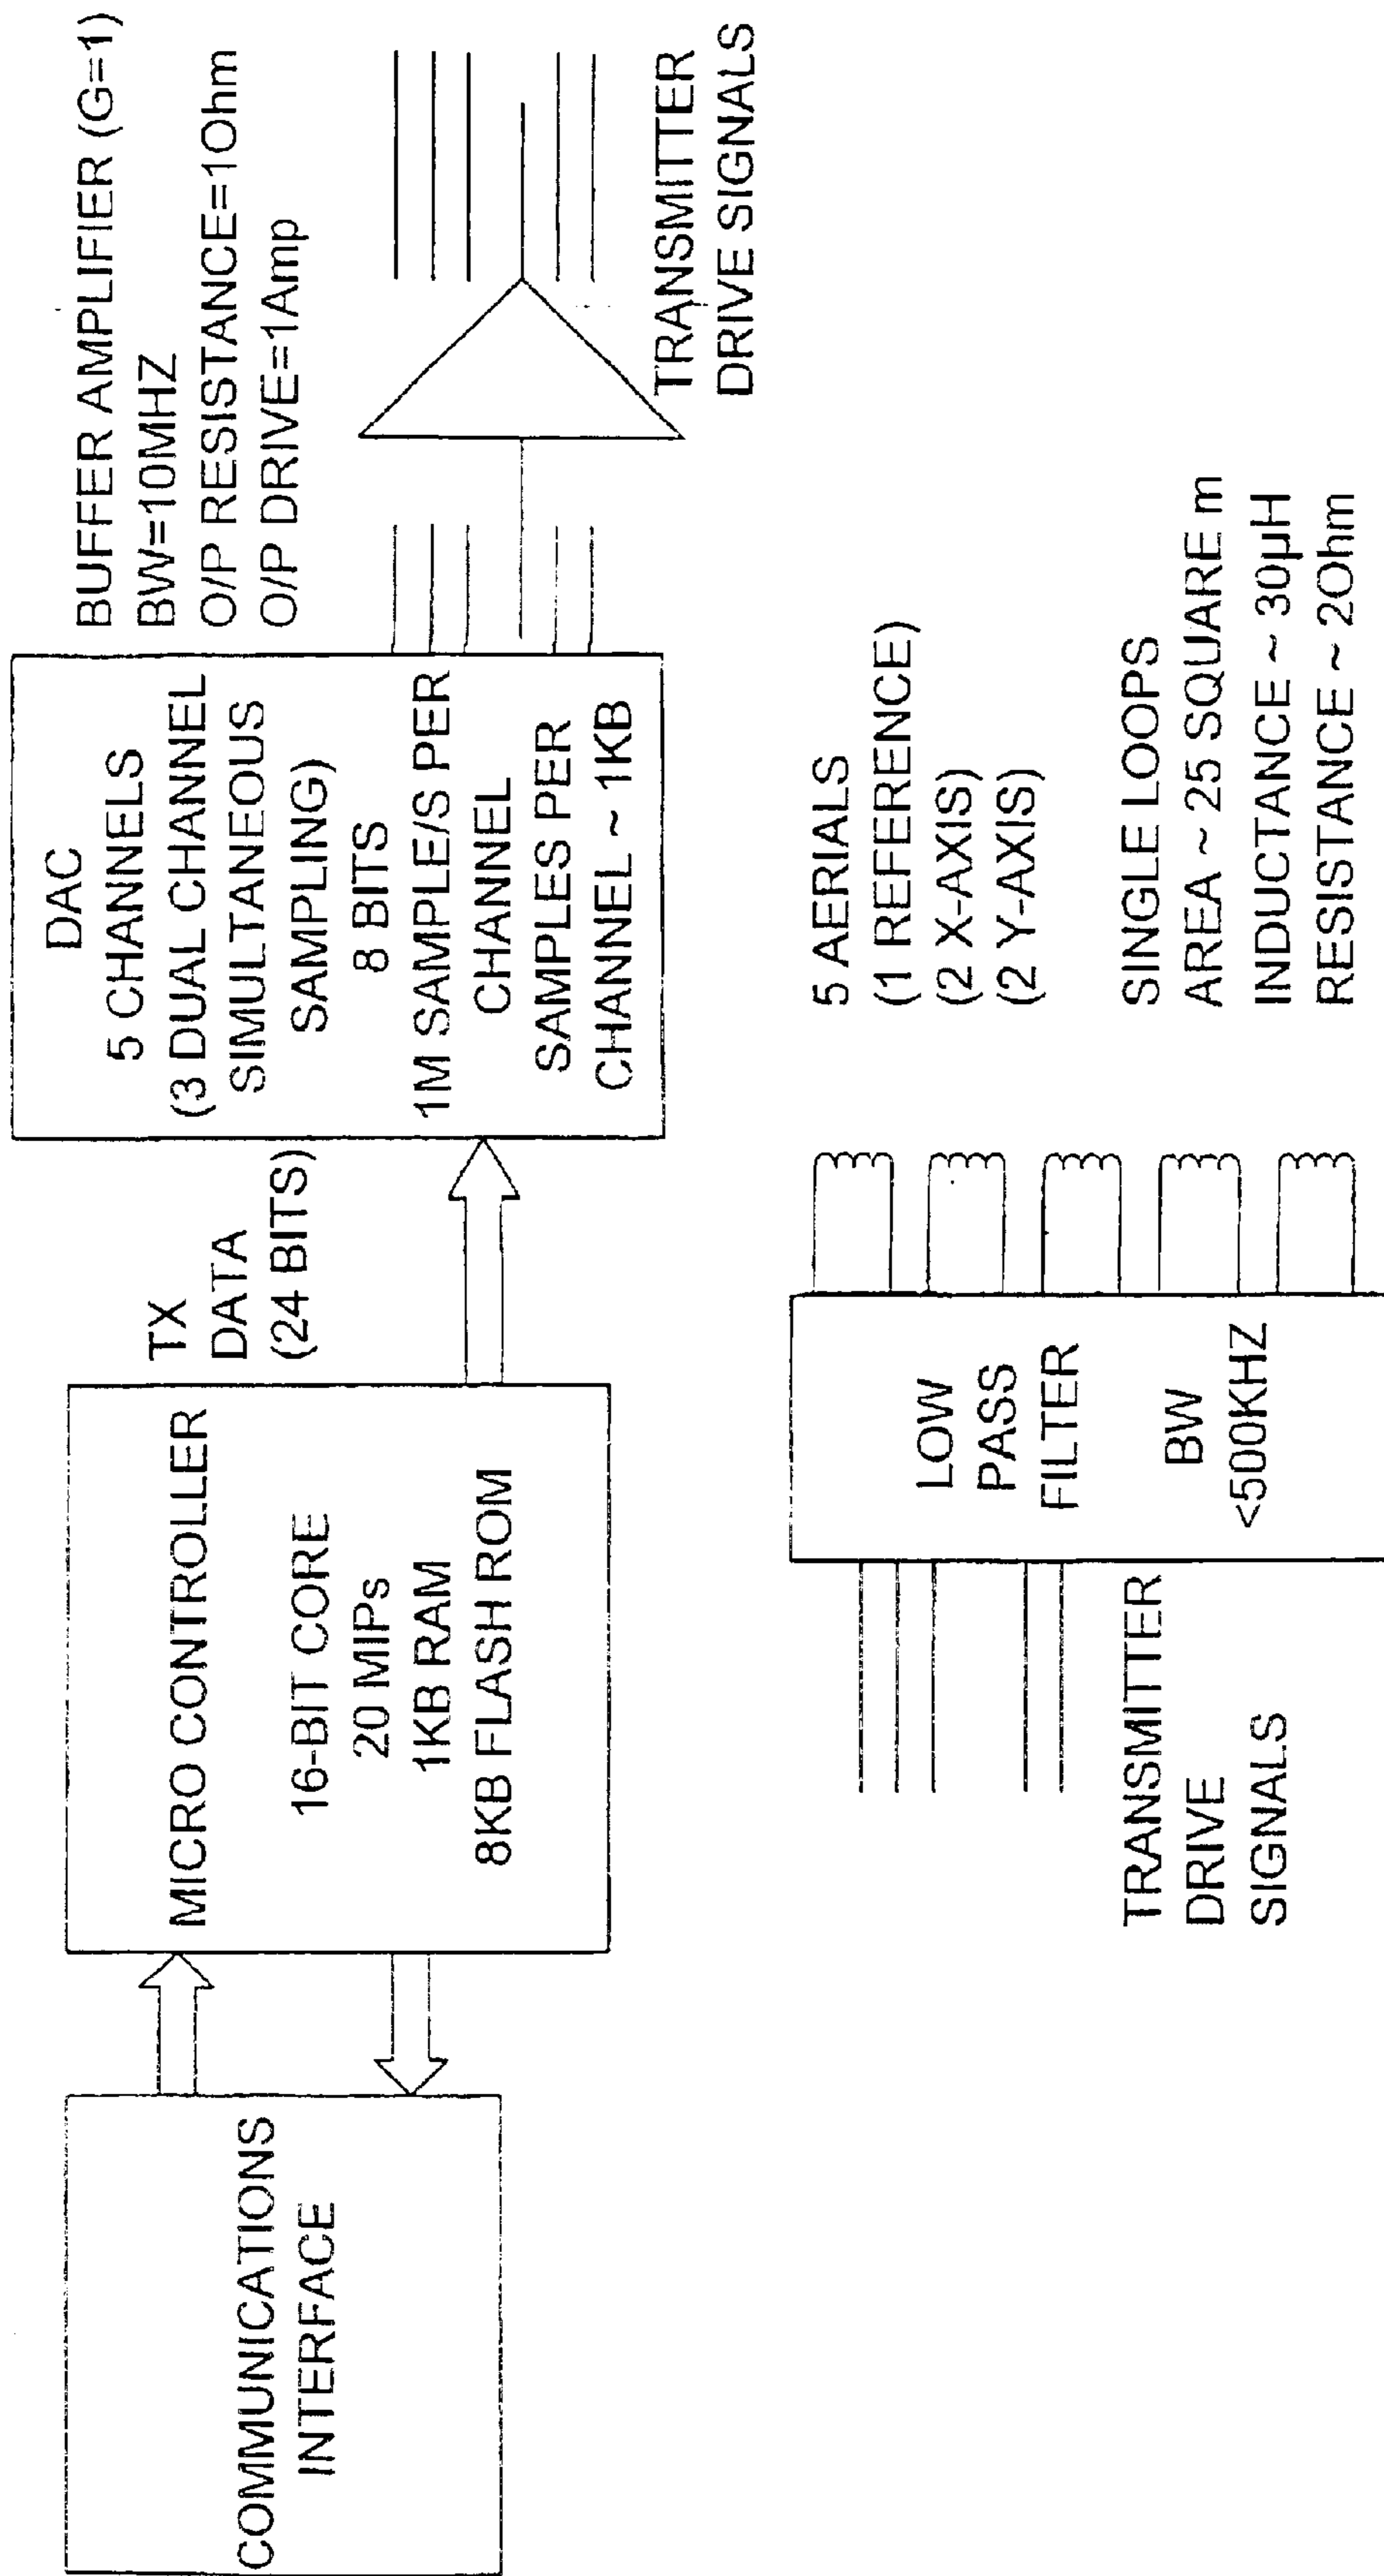 COMMUNICATIONS
INTERFACE
MICRO CONTROLLER
16-BIT CORE
20 MIPs
1KB RAM
8KB FLASH ROM
TX
DATA
(24 BITS)
DAC
5 CHANNELS
(3 DUAL CHANNEL
SIMULTANEOUS
SAMPLING)
8 BITS
1M SAMPLE/S PER
CHANNEL
SAMPLES PER
CHANNEL ~ 1KB
BUFFER AMPLIFIER (G=1)
BW=10MHZ
O/P RESISTANCE=1Ohm
O/P DRIVE=1Amp
TRANSMITTER
DRIVE SIGNALS
TRANSMITTER
DRIVE
SIGNALS
LOW
PASS
FILTER
BW
<500KHZ
5 AERIALS
(1 REFERENCE)
(2 X-AXIS)
(2 Y-AXIS)
SINGLE LOOPS
AREA ~ 25 SQUARE m
INDUCTANCE ~ 30µH
RESISTANCE ~ 2Ohm